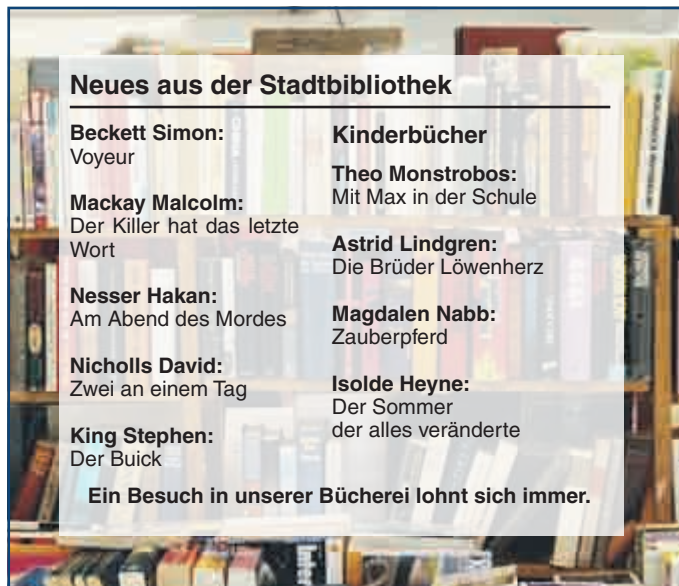 Neues aus der Stadtbibliothek
Beckett Simon:
Voyeur
Mackay Malcolm:
Der Killer hat das letzte
Wort
Nesser Hakan:
Am Abend des Mordes
Nicholls David:
Zwei an einem Tag
King Stephen:
Der Buick
Kinderbücher
Theo Monstrobos:
Mit Max in der Schule
Astrid Lindgren:
Die Brüder Löwenherz
Magdalen Nabb:
Zauberpferd
Isolde Heyne:
Der Sommer
der alles veränderte
Ein Besuch in unserer Bücherei lohnt sich immer.